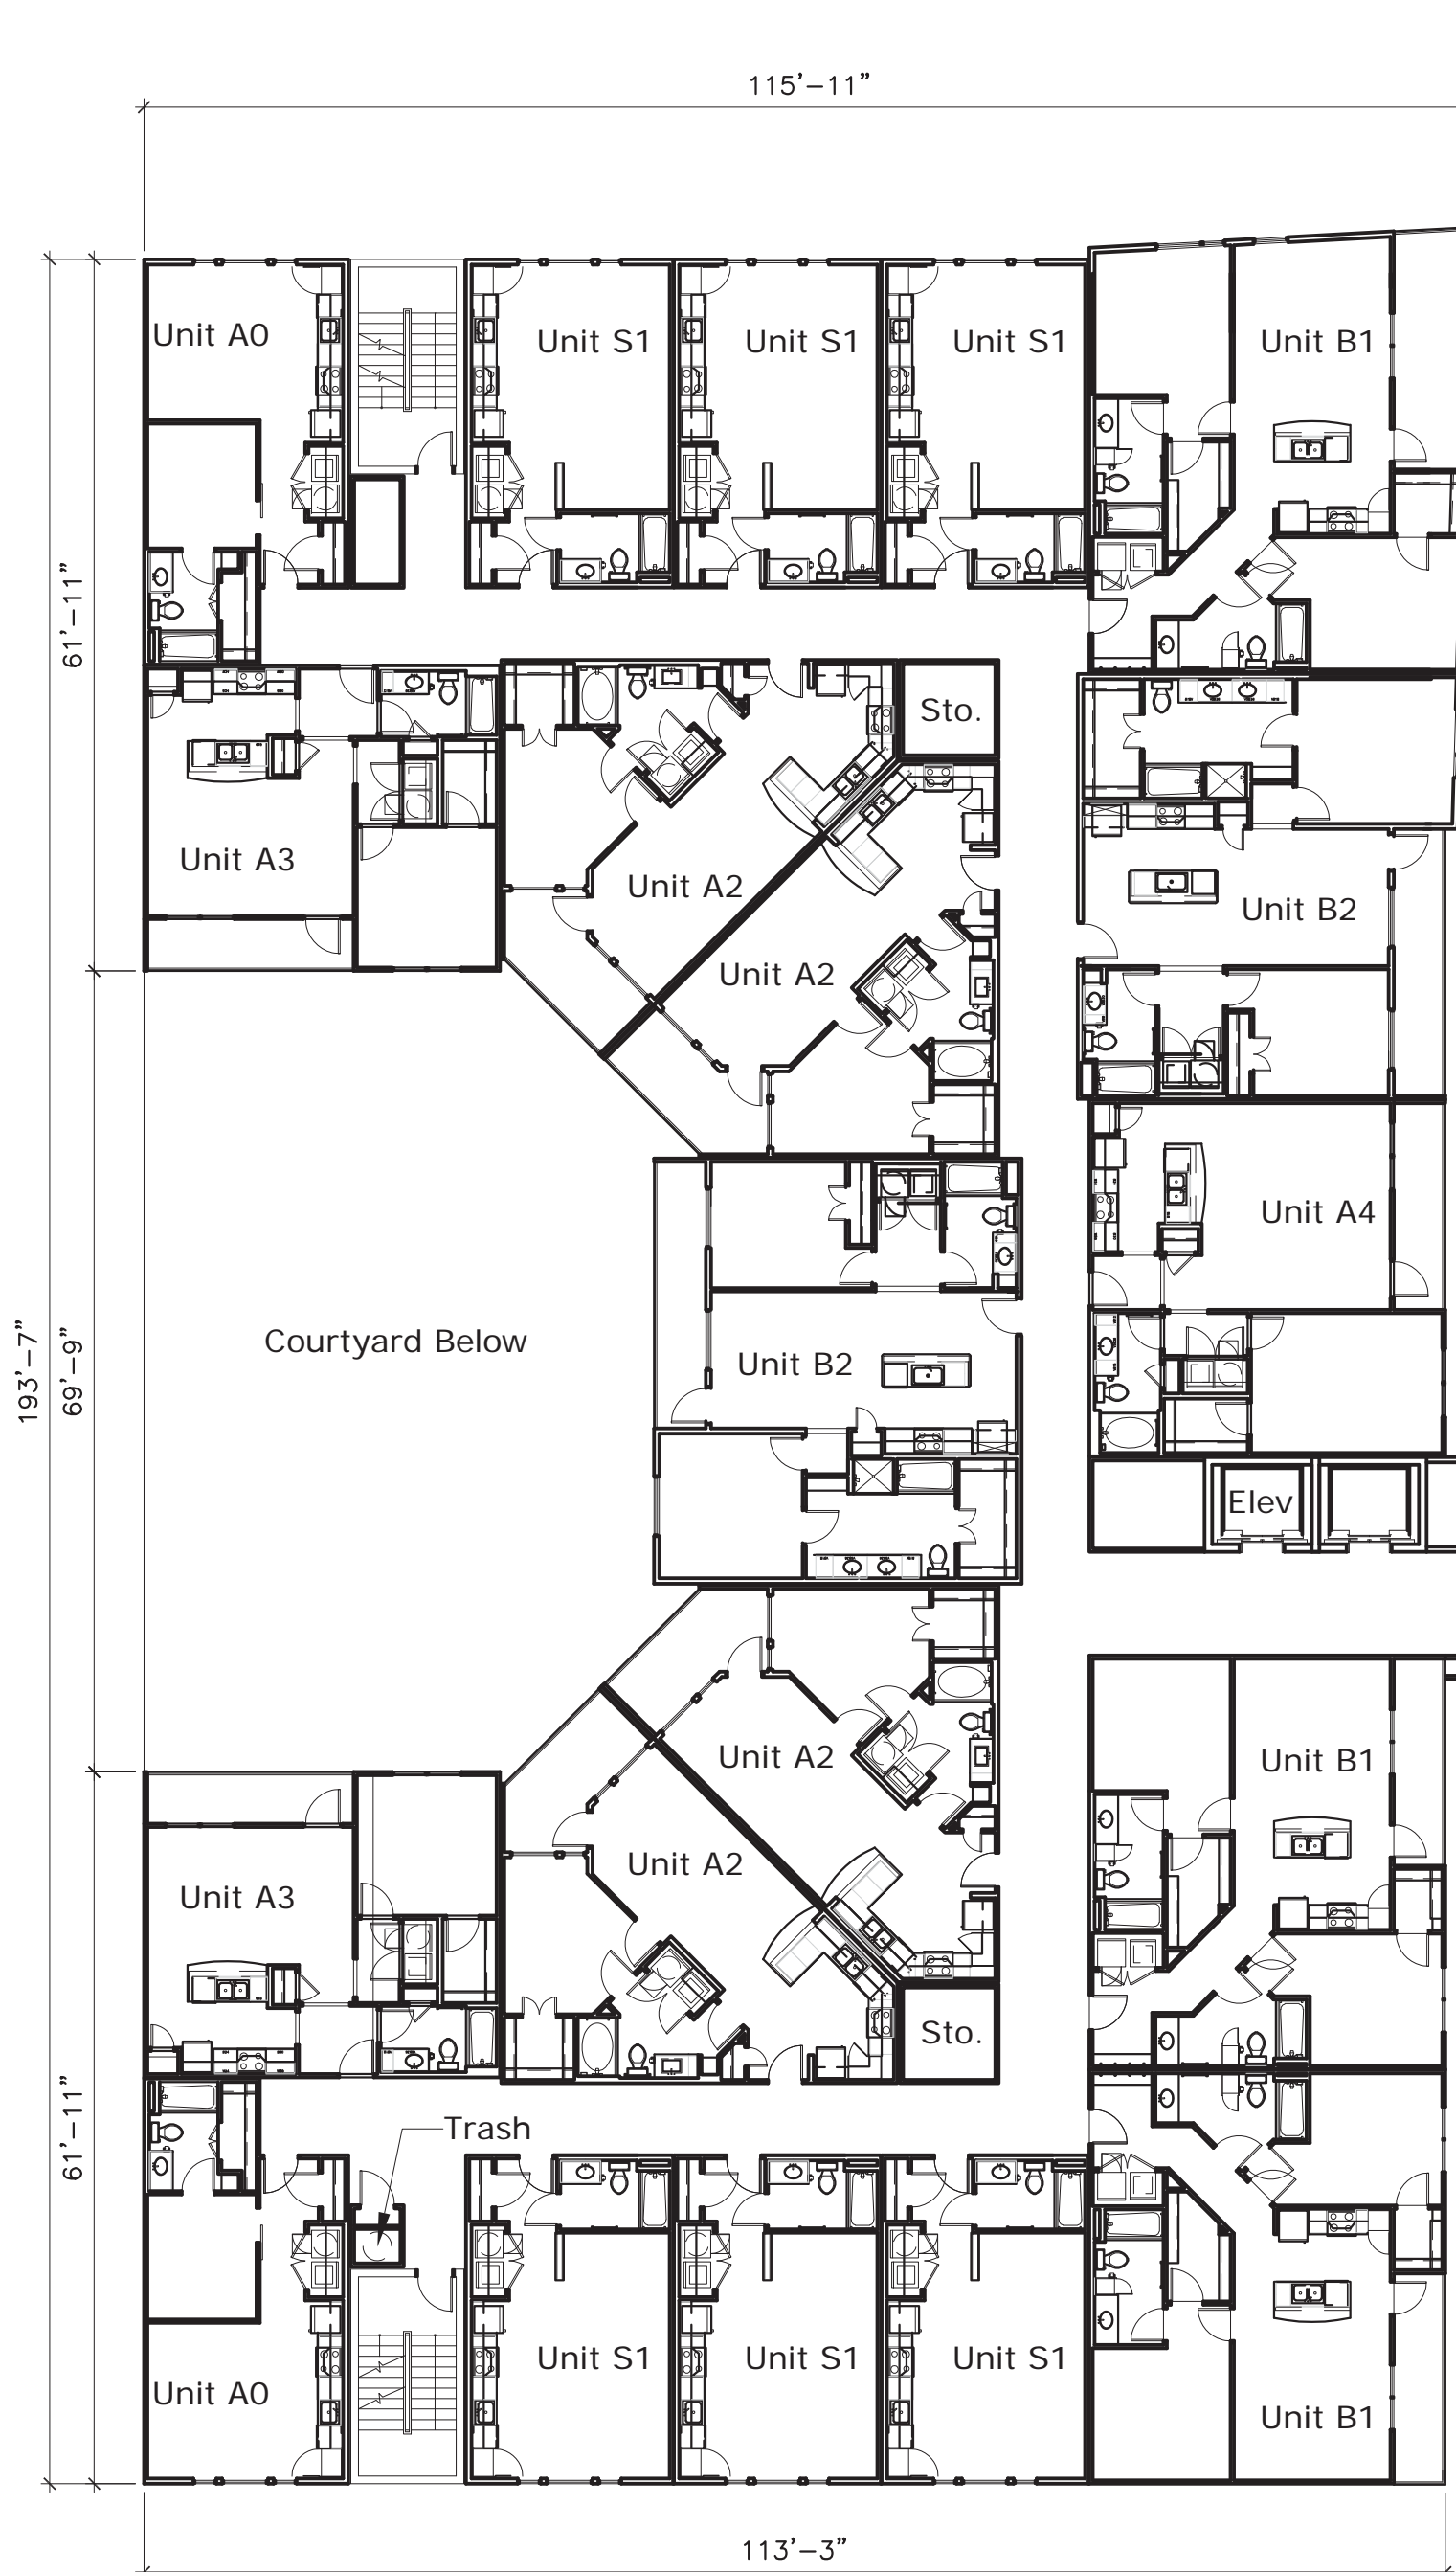 115'-11"
Unit A0
Unit S1
Unit S1
Unit S1
Unit B1
61'-11"
Sto.
Unit A3
Unit A2
Unit B2
Unit A2
Unit A4
193'-7"
69'-9"
Courtyard Below
Unit B2
Elev
Unit A2
Unit B1
Unit A2
Unit A3
Sto.
61'-11"
Trash
Unit S1
Unit S1
Unit S1
Unit A0
Unit B1
113'-3"